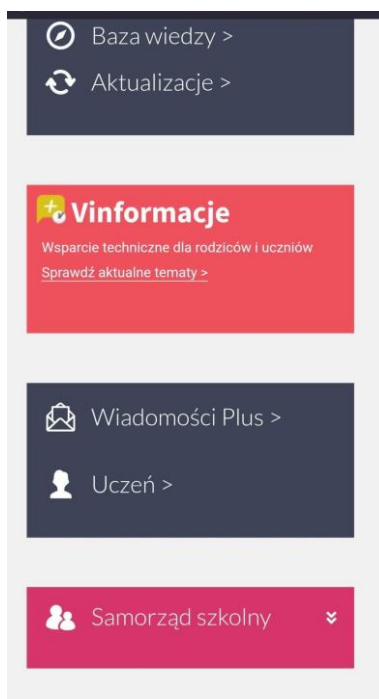 Baza wiedzy >
Aktualizacje >
Vinformacje
Wsparcie techniczne dla rodziców i uczniów
Sprawdź aktualne tematy >
Wiadomości Plus >
Uczeń >
Samorząd szkolny